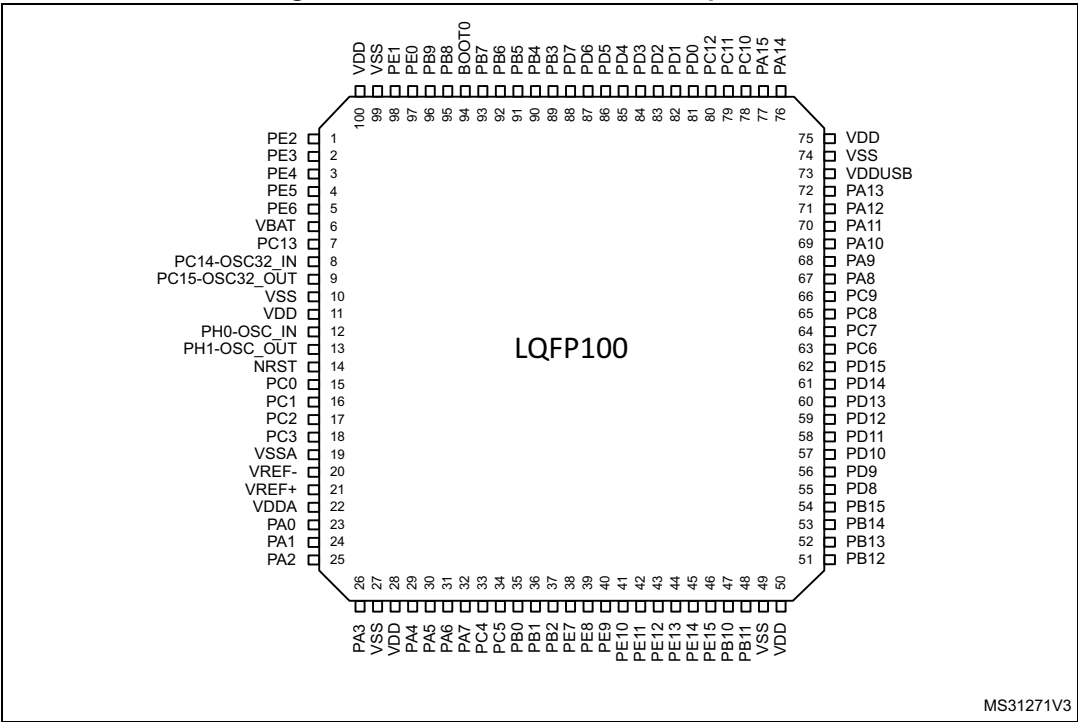 VDD
VSS
PE1
PE0
PB9
PB8
BOOT0
PB7
PB6
PB5
PB4
PB3
PD7
PD6
PD5
PD4
PD3
PD2
PD1
PD0
PC12
PC11
PC10
PA15
PA14
100
99
98
97
96
95
94
93
92
91
90
89
88
87
86
85
84
83
82
81
80
79
78
77
76
PE2 1
PE3 2
PE4 3
PE5 4
PE6 5
VBAT 6
PC13 7
PC14-OSC32_IN 8
PC15-OSC32_OUT 9
VSS 10
VDD 11
PH0-OSC_IN 12
PH1-OSC_OUT 13
NRST 14
PC0 15
PC1 16
PC2 17
PC3 18
VSSA 19
VREF- 20
VREF+ 21
VDDA 22
PA0 23
PA1 24
PA2 25
LQFP100
75 VDD
74 VSS
73 VDDUSB
72 PA13
71 PA12
70 PA11
69 PA10
68 PA9
67 PA8
66 PC9
65 PC8
64 PC7
63 PC6
62 PD15
61 PD14
60 PD13
59 PD12
58 PD11
57 PD10
56 PD9
55 PD8
54 PB15
53 PB14
52 PB13
51 PB12
26
27
28
29
30
31
32
33
34
35
36
37
38
39
40
41
42
43
44
45
46
47
48
49
50
PA3
VSS
VDD
PA4
PA5
PA6
PA7
PC4
PC5
PB0
PB1
PB2
PE7
PE8
PE9
PE10
PE11
PE12
PE13
PE14
PE15
PB10
PB11
VSS
VDD
MS31271V3